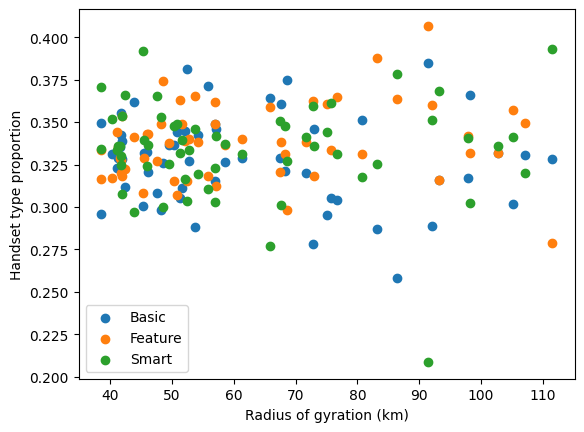 0.400
0.375
0.350
0.325
0.300
0.275
0.250
0.225
0.200
Handset type proportion
Basic
Feature
Smart
40 50 60 70 80 90 100 110
Radius of gyration (km)